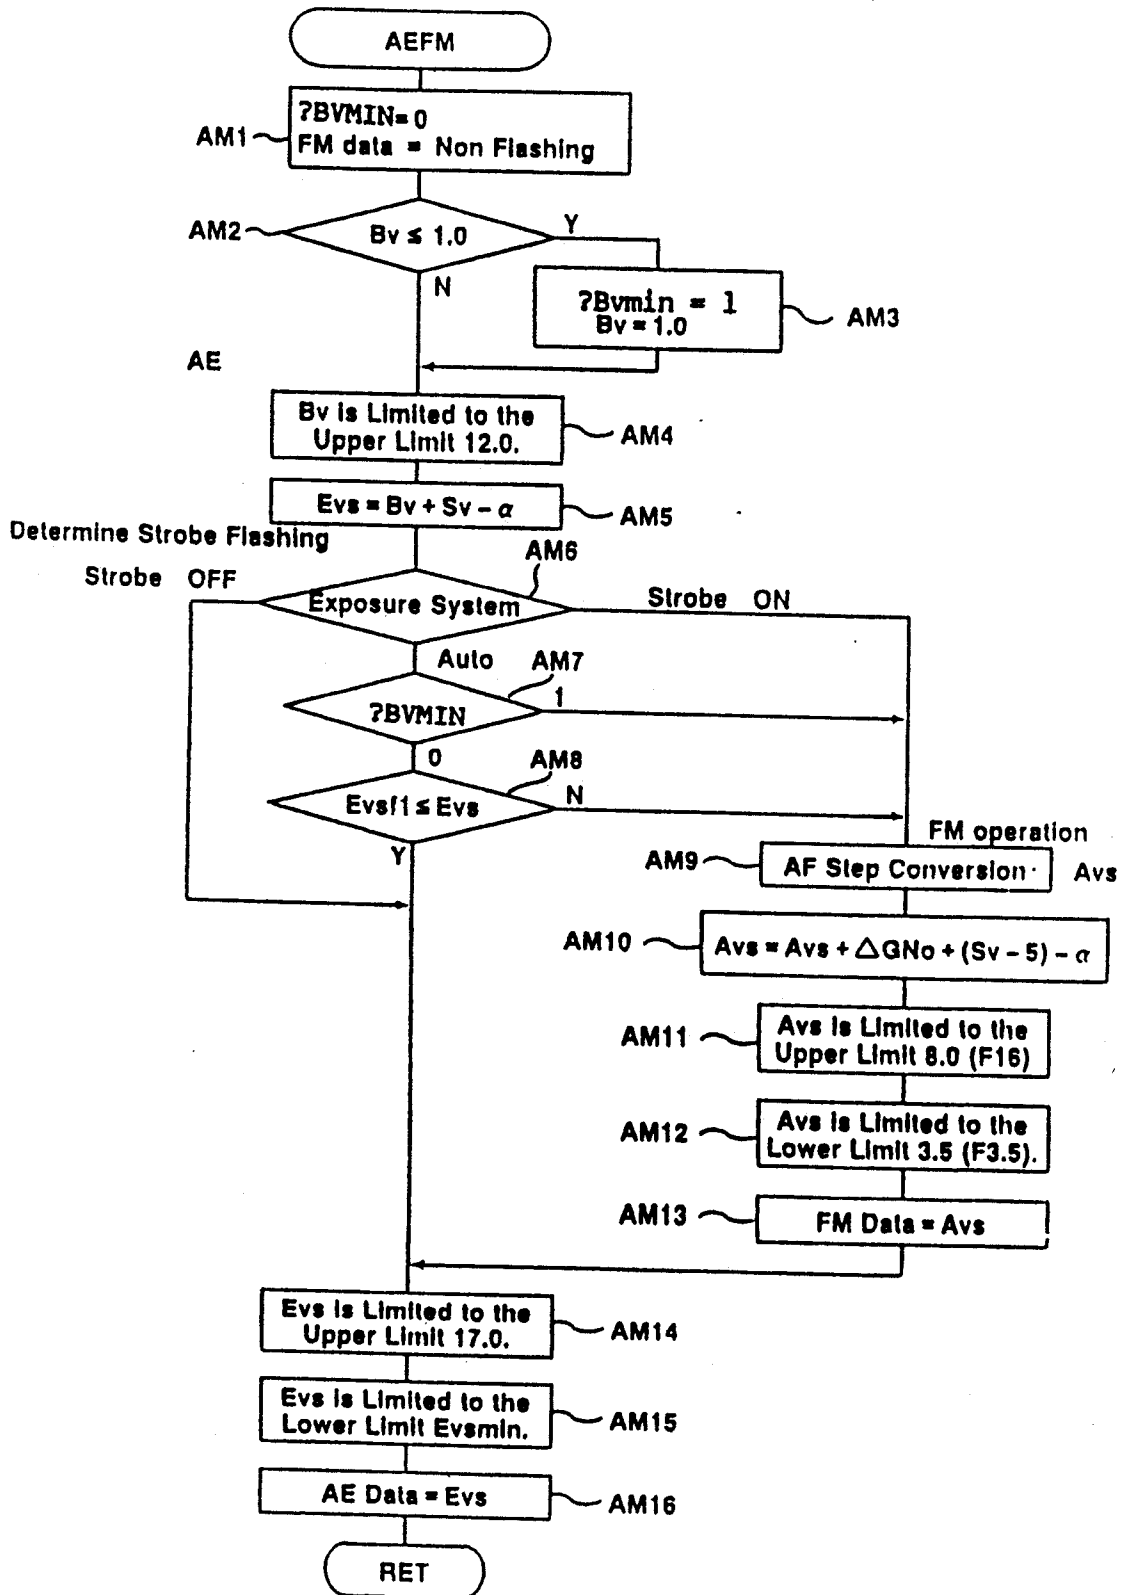 AEFM
?BVMIN=0
AM1
FM data = Non Flashing
AM2
Bv ≤ 1.0
Y
N
?Bvmin = 1
Bv = 1.0
AM3
AE
Bv is Limited to the
Upper Limit 12.0.
AM4
Evs = Bv + Sv - α
AM5
Determine Strobe Flashing
AM6
Strobe OFF
Exposure System
Strobe ON
Auto
AM7
?BVMIN
1
0
AM8
Evsf1 ≤ Evs
N
Y
FM operation
AM9
AF Step Conversion
Avs
AM10
Avs = Avs + △GNo + (Sv - 5) - α
AM11
Avs is Limited to the
Upper Limit 8.0 (F16)
AM12
Avs is Limited to the
Lower Limit 3.5 (F3.5).
AM13
FM Data = Avs
Evs is Limited to the
Upper Limit 17.0.
AM14
Evs is Limited to the
Lower Limit Evsmin.
AM15
AE Data = Evs
AM16
RET